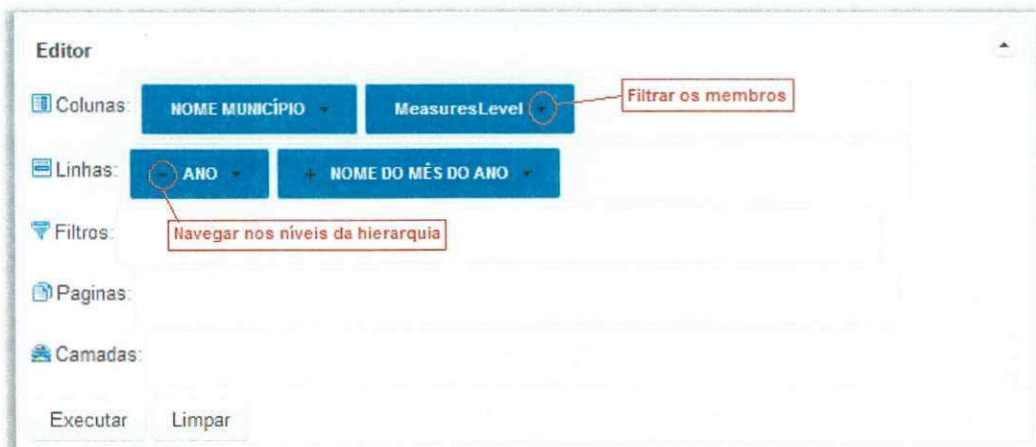 Editor
Colunas: NOME MUNICÍPIO MeasuresLevel Filtrar os membros
Linhas: - ANO + NOME DO MÊS DO ANO
Filtros: Navegar nos níveis da hierarquia
Paginas:
Camadas:
Executar Limpar